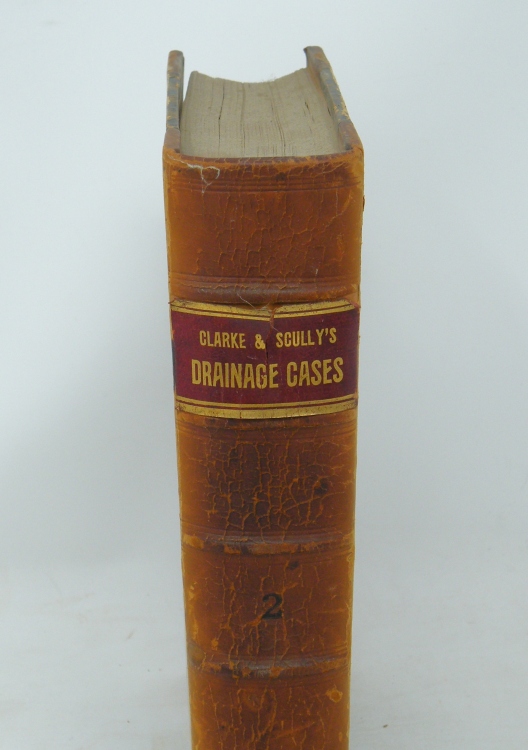 CLARKE & SCULLY'S
DRAINAGE CASES
2